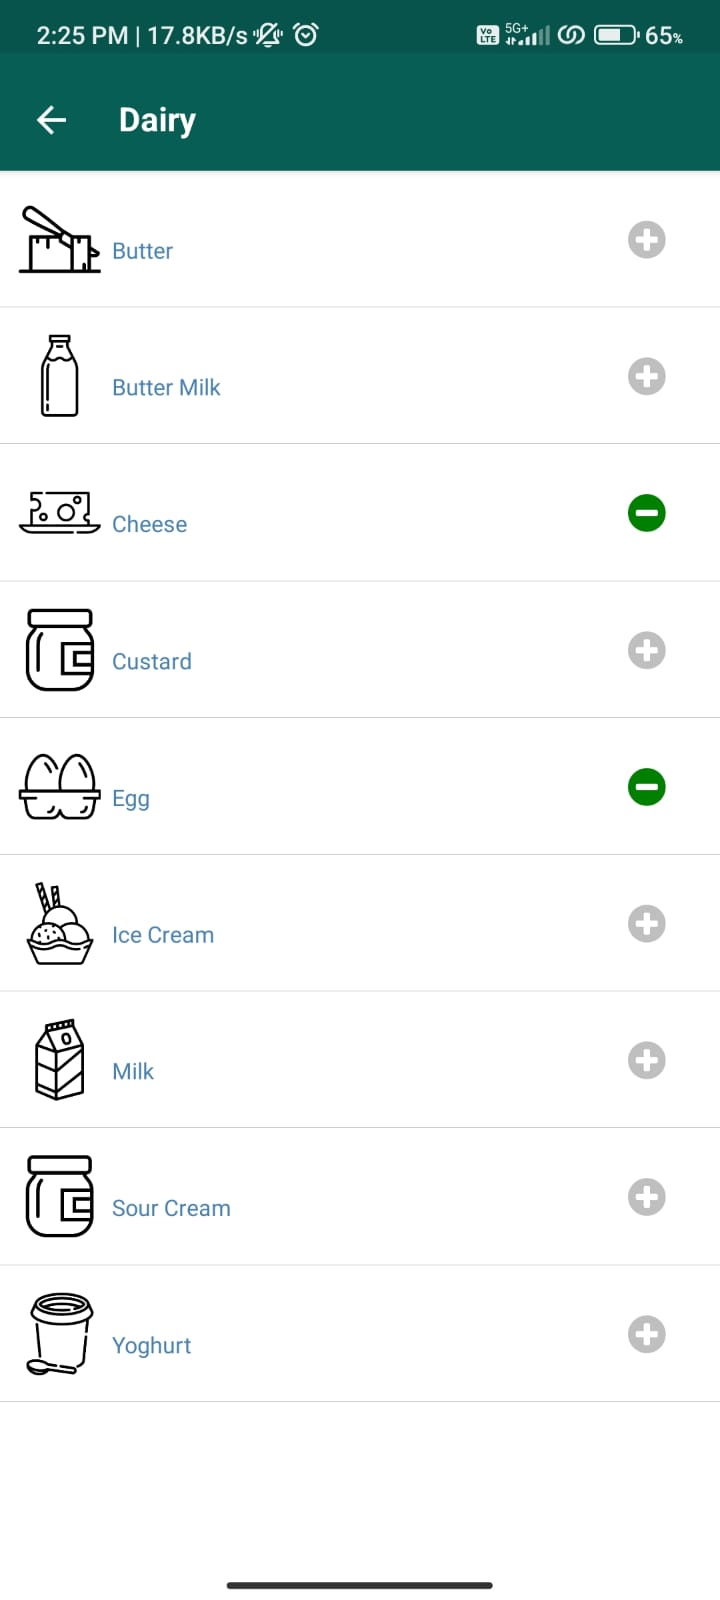 2:25 PM | 17.8KB/s Vo LTE 5G+ 65%
Dairy
Butter
Butter Milk
Cheese
Custard
Egg
Ice Cream
Milk
Sour Cream
Yoghurt